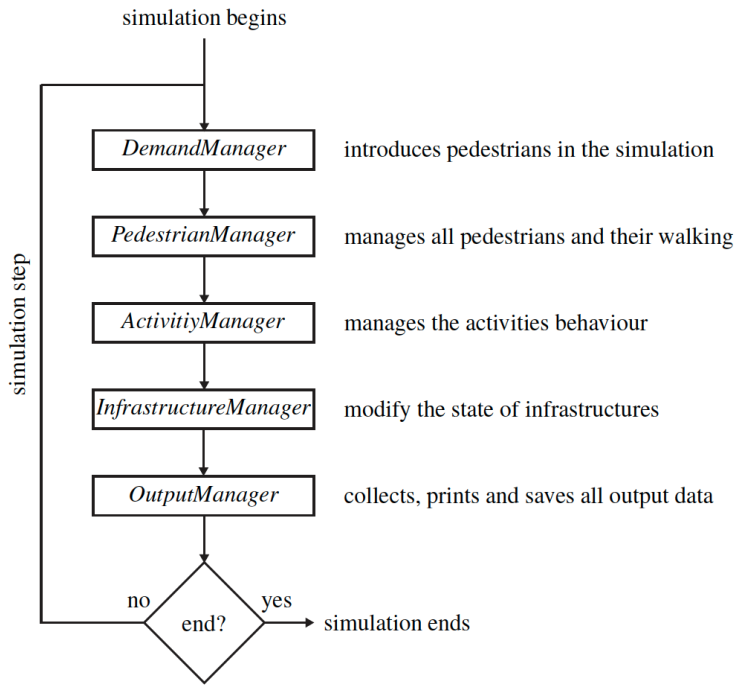 simulation begins
DemandManager introduces pedestrians in the simulation
PedestrianManager manages all pedestrians and their walking
ActivitiyManager manages the activities behaviour
InfrastructureManager modify the state of infrastructures
OutputManager collects, prints and saves all output data
simulation step
no yes
end? simulation ends